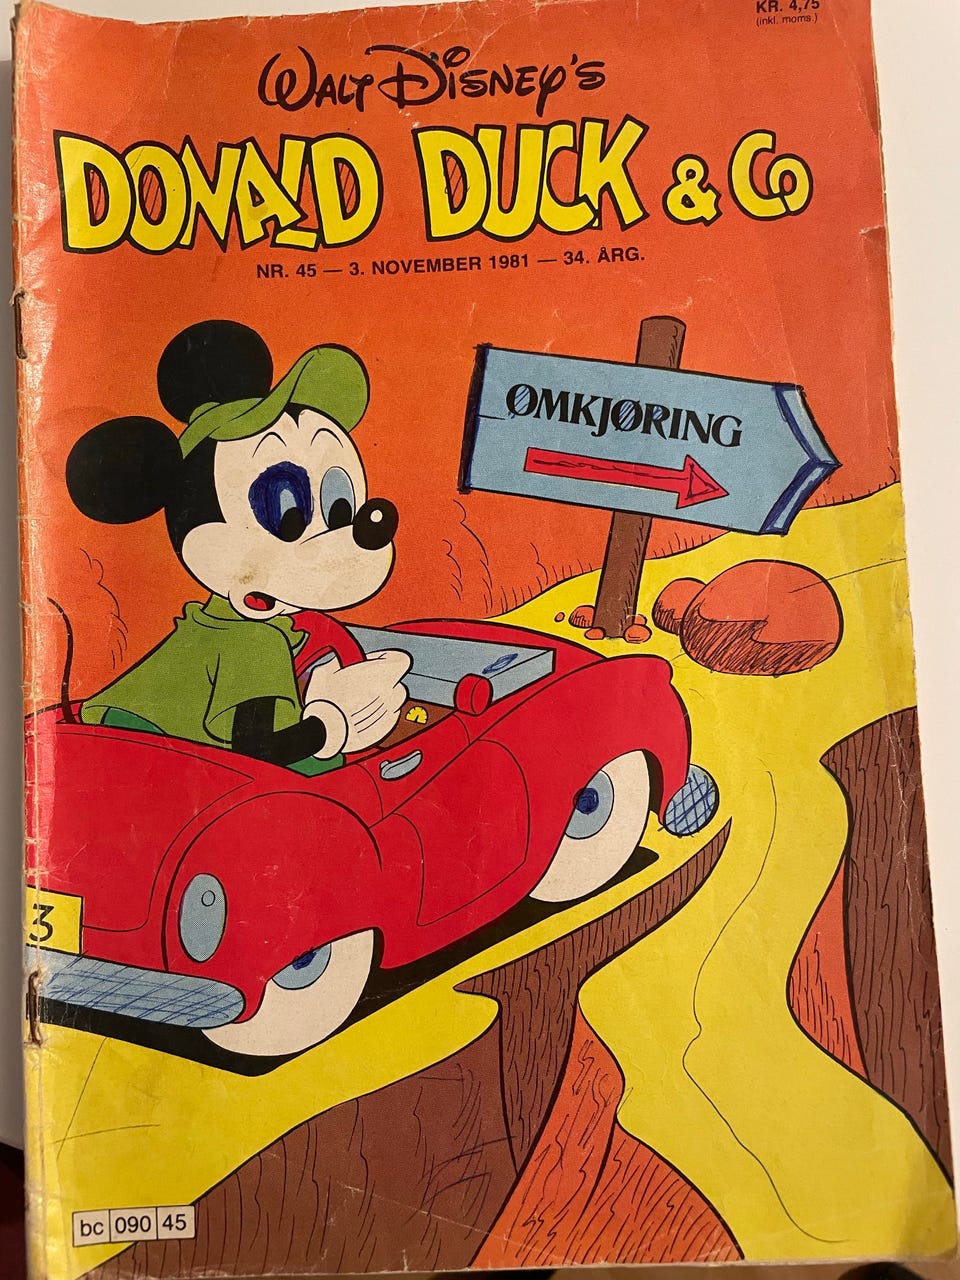 KR. 4,75
(inkl. moms.)
WALT DISNEY'S
DONALD DUCK & CO
NR. 45 — 3. NOVEMBER 1981 — 34. ÅRG.
OMKJØRING
3
bc 090 45